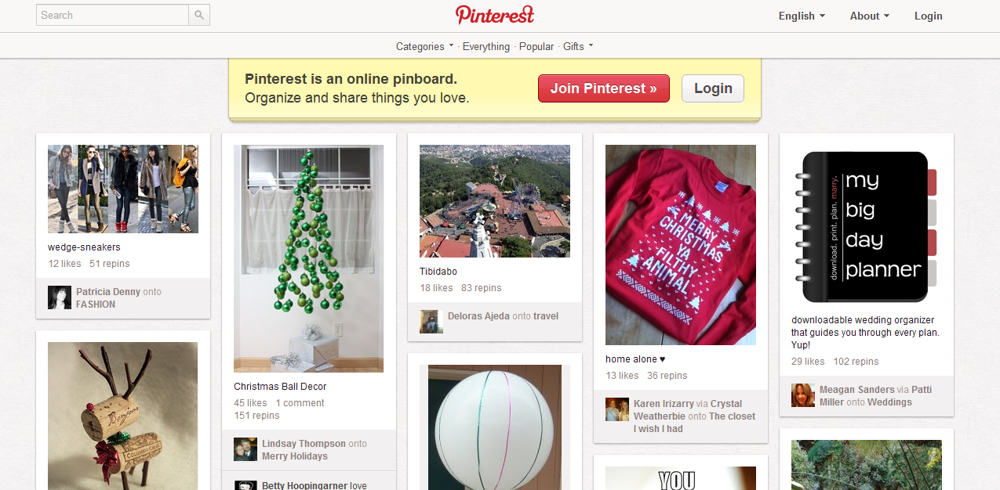 Search
Pinterest
English
About
Login
Categories · Everything · Popular · Gifts
Pinterest is an online pinboard.
Organize and share things you love.
Join Pinterest »
Login
wedge-sneakers
12 likes 51 repins
Patricia Denny onto
FASHION
Bonjour
COLUMBIA CREST
Christmas Ball Decor
45 likes 1 comment
151 repins
Lindsay Thompson onto
Merry Holidays
Betty Hoopingarner love
Tibidabo
18 likes 83 repins
Deloras Ajeda onto travel
MERRY
CHRISTMAS
YA
FILTHY
ANIMAL
home alone ♥
13 likes 36 repins
Karen Irizarry via Crystal
Weatherbie onto The closet
I wish I had
YOU
download. print. plan. marry.
my
big
day
planner
downloadable wedding organizer
that guides you through every plan.
Yup!
29 likes 102 repins
Meagan Sanders via Patti
Miller onto Weddings